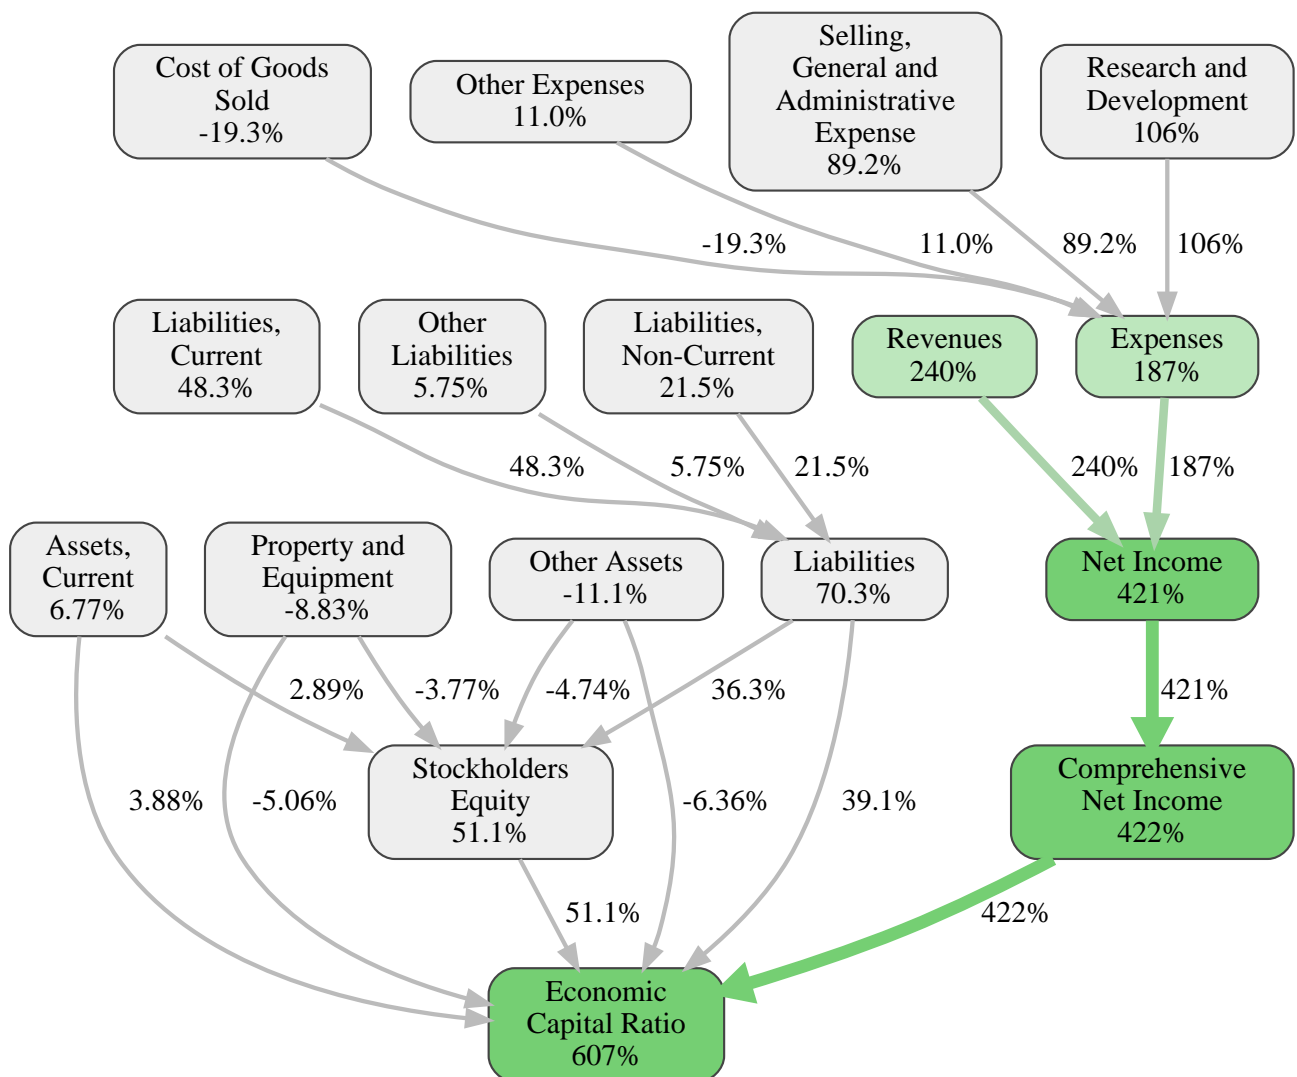 Cost of Goods
Sold
-19.3%
Other Expenses
11.0%
Selling,
General and
Administrative
Expense
89.2%
Research and
Development
106%
-19.3%
11.0%
89.2%
106%
Liabilities,
Current
48.3%
Other
Liabilities
5.75%
Liabilities,
Non-Current
21.5%
Revenues
240%
Expenses
187%
48.3%
5.75%
21.5%
240%
187%
Assets,
Current
6.77%
Property and
Equipment
-8.83%
Other Assets
-11.1%
Liabilities
70.3%
Net Income
421%
2.89%
-3.77%
-4.74%
36.3%
421%
Stockholders
Equity
51.1%
Comprehensive
Net Income
422%
3.88%
-5.06%
-6.36%
39.1%
51.1%
422%
Economic
Capital Ratio
607%